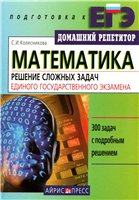 подготовка к ЕГЭ
ДОМАШНИЙ РЕПЕТИТОР
С.И. Колесникова
МАТЕМАТИКА
РЕШЕНИЕ СЛОЖНЫХ ЗАДАЧ
ЕДИНОГО ГОСУДАРСТВЕННОГО ЭКЗАМЕНА
300 задач
с подробным
решением
АЙРИС ПРЕСС